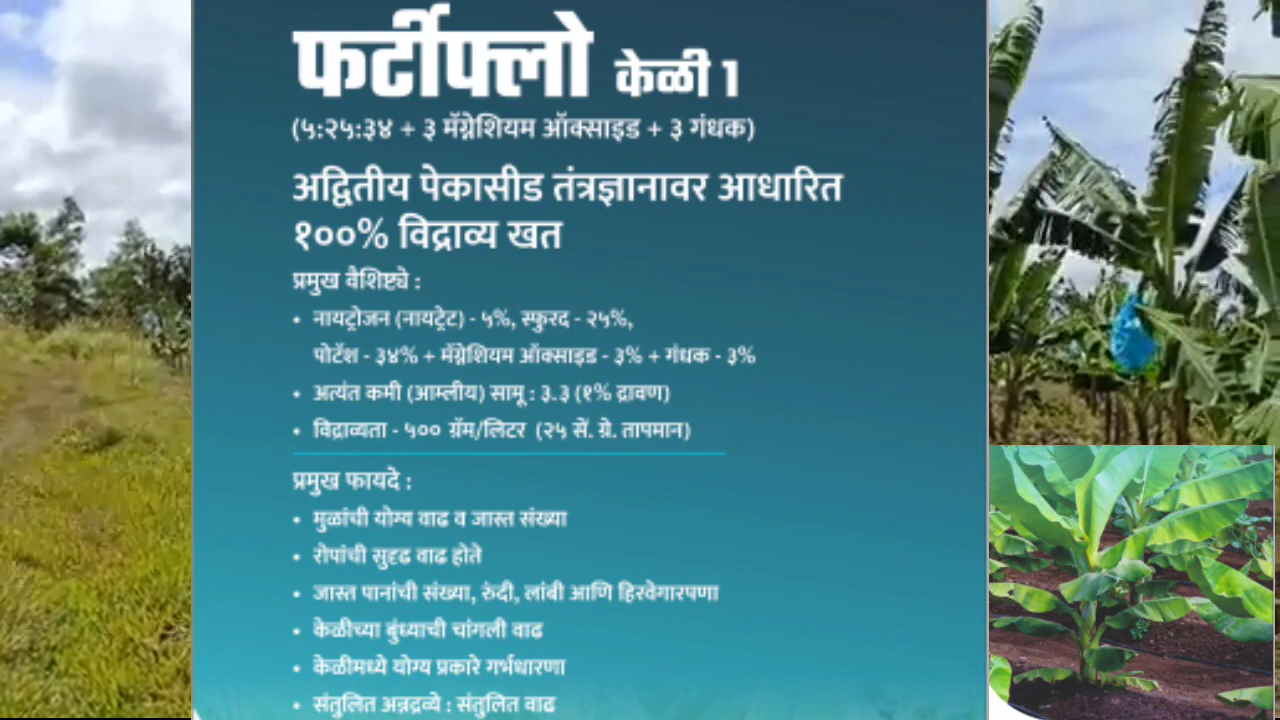 फर्टीफ्लो केळी 1
(५:२५:३४ + ३ मॅग्नेशियम ऑक्साइड + ३ गंधक)
अद्वितीय पेकासीड तंत्रज्ञानावर आधारित
१००% विद्राव्य खत
प्रमुख वैशिष्ट्ये :
• नायट्रोजन (नायट्रेट) - ५%, स्फुरद - २५%,
पोटॅश - ३४% + मॅग्नेशियम ऑक्साइड - ३% + गंधक - ३%
• अत्यंत कमी (आम्लीय) सामू : ३.३ (१% द्रावण)
• विद्राव्यता - ५०० ग्रॅम/लिटर (२५ सें. ग्रे. तापमान)
प्रमुख फायदे :
• मुळांची योग्य वाढ व जास्त संख्या
• रोपांची सुदृढ वाढ होते
• जास्त पानांची संख्या, रुंदी, लांबी आणि हिरवेगारपणा
• केळीच्या बुंध्याची चांगली वाढ
• केळीमध्ये योग्य प्रकारे गर्भधारणा
• संतुलित अन्नद्रव्ये : संतुलित वाढ